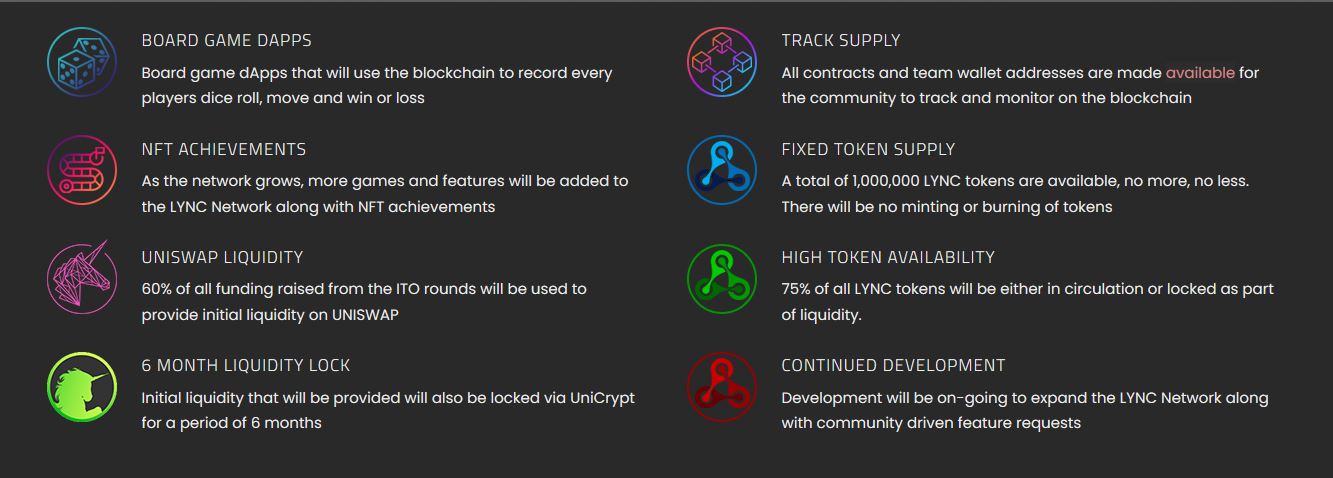 BOARD GAME DAPPS
Board game dApps that will use the blockchain to record every
players dice roll, move and win or loss
NFT ACHIEVEMENTS
As the network grows, more games and features will be added to
the LYNC Network along with NFT achievements
UNISWAP LIQUIDITY
60% of all funding raised from the ITO rounds will be used to
provide initial liquidity on UNISWAP
6 MONTH LIQUIDITY LOCK
Initial liquidity that will be provided will also be locked via UniCrypt
for a period of 6 months
TRACK SUPPLY
All contracts and team wallet addresses are made available for
the community to track and monitor on the blockchain
FIXED TOKEN SUPPLY
A total of 1,000,000 LYNC tokens are available, no more, no less.
There will be no minting or burning of tokens
HIGH TOKEN AVAILABILITY
75% of all LYNC tokens will be either in circulation or locked as part
of liquidity.
CONTINUED DEVELOPMENT
Development will be on-going to expand the LYNC Network along
with community driven feature requests